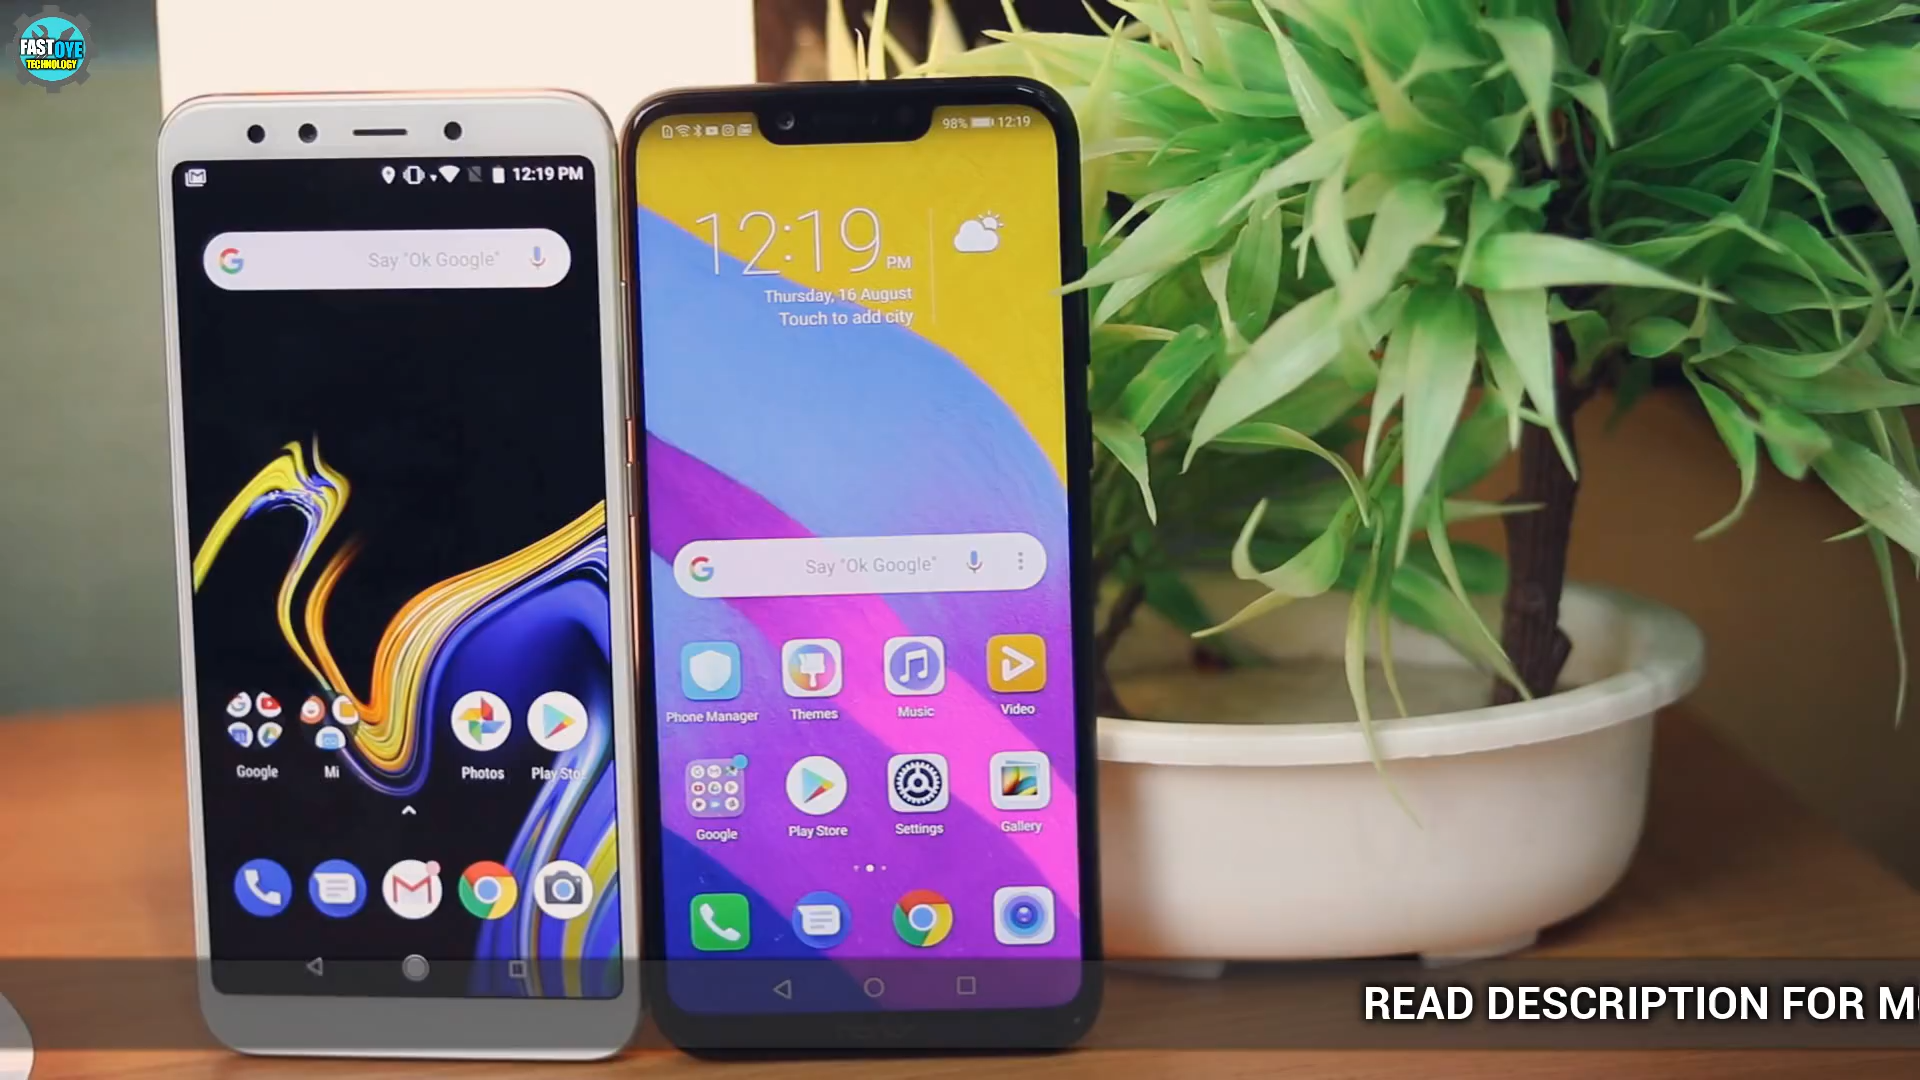 FAST OYE
TECHNOLOGY
12:19 PM
Say "Ok Google"
Google
Mi
Photos
Play Sto
98% 12:19
12:19 PM
Thursday, 16 August
Touch to add city
Say "Ok Google"
Phone Manager
Themes
Music
Video
Google
Play Store
Settings
Gallery
READ DESCRIPTION FOR M